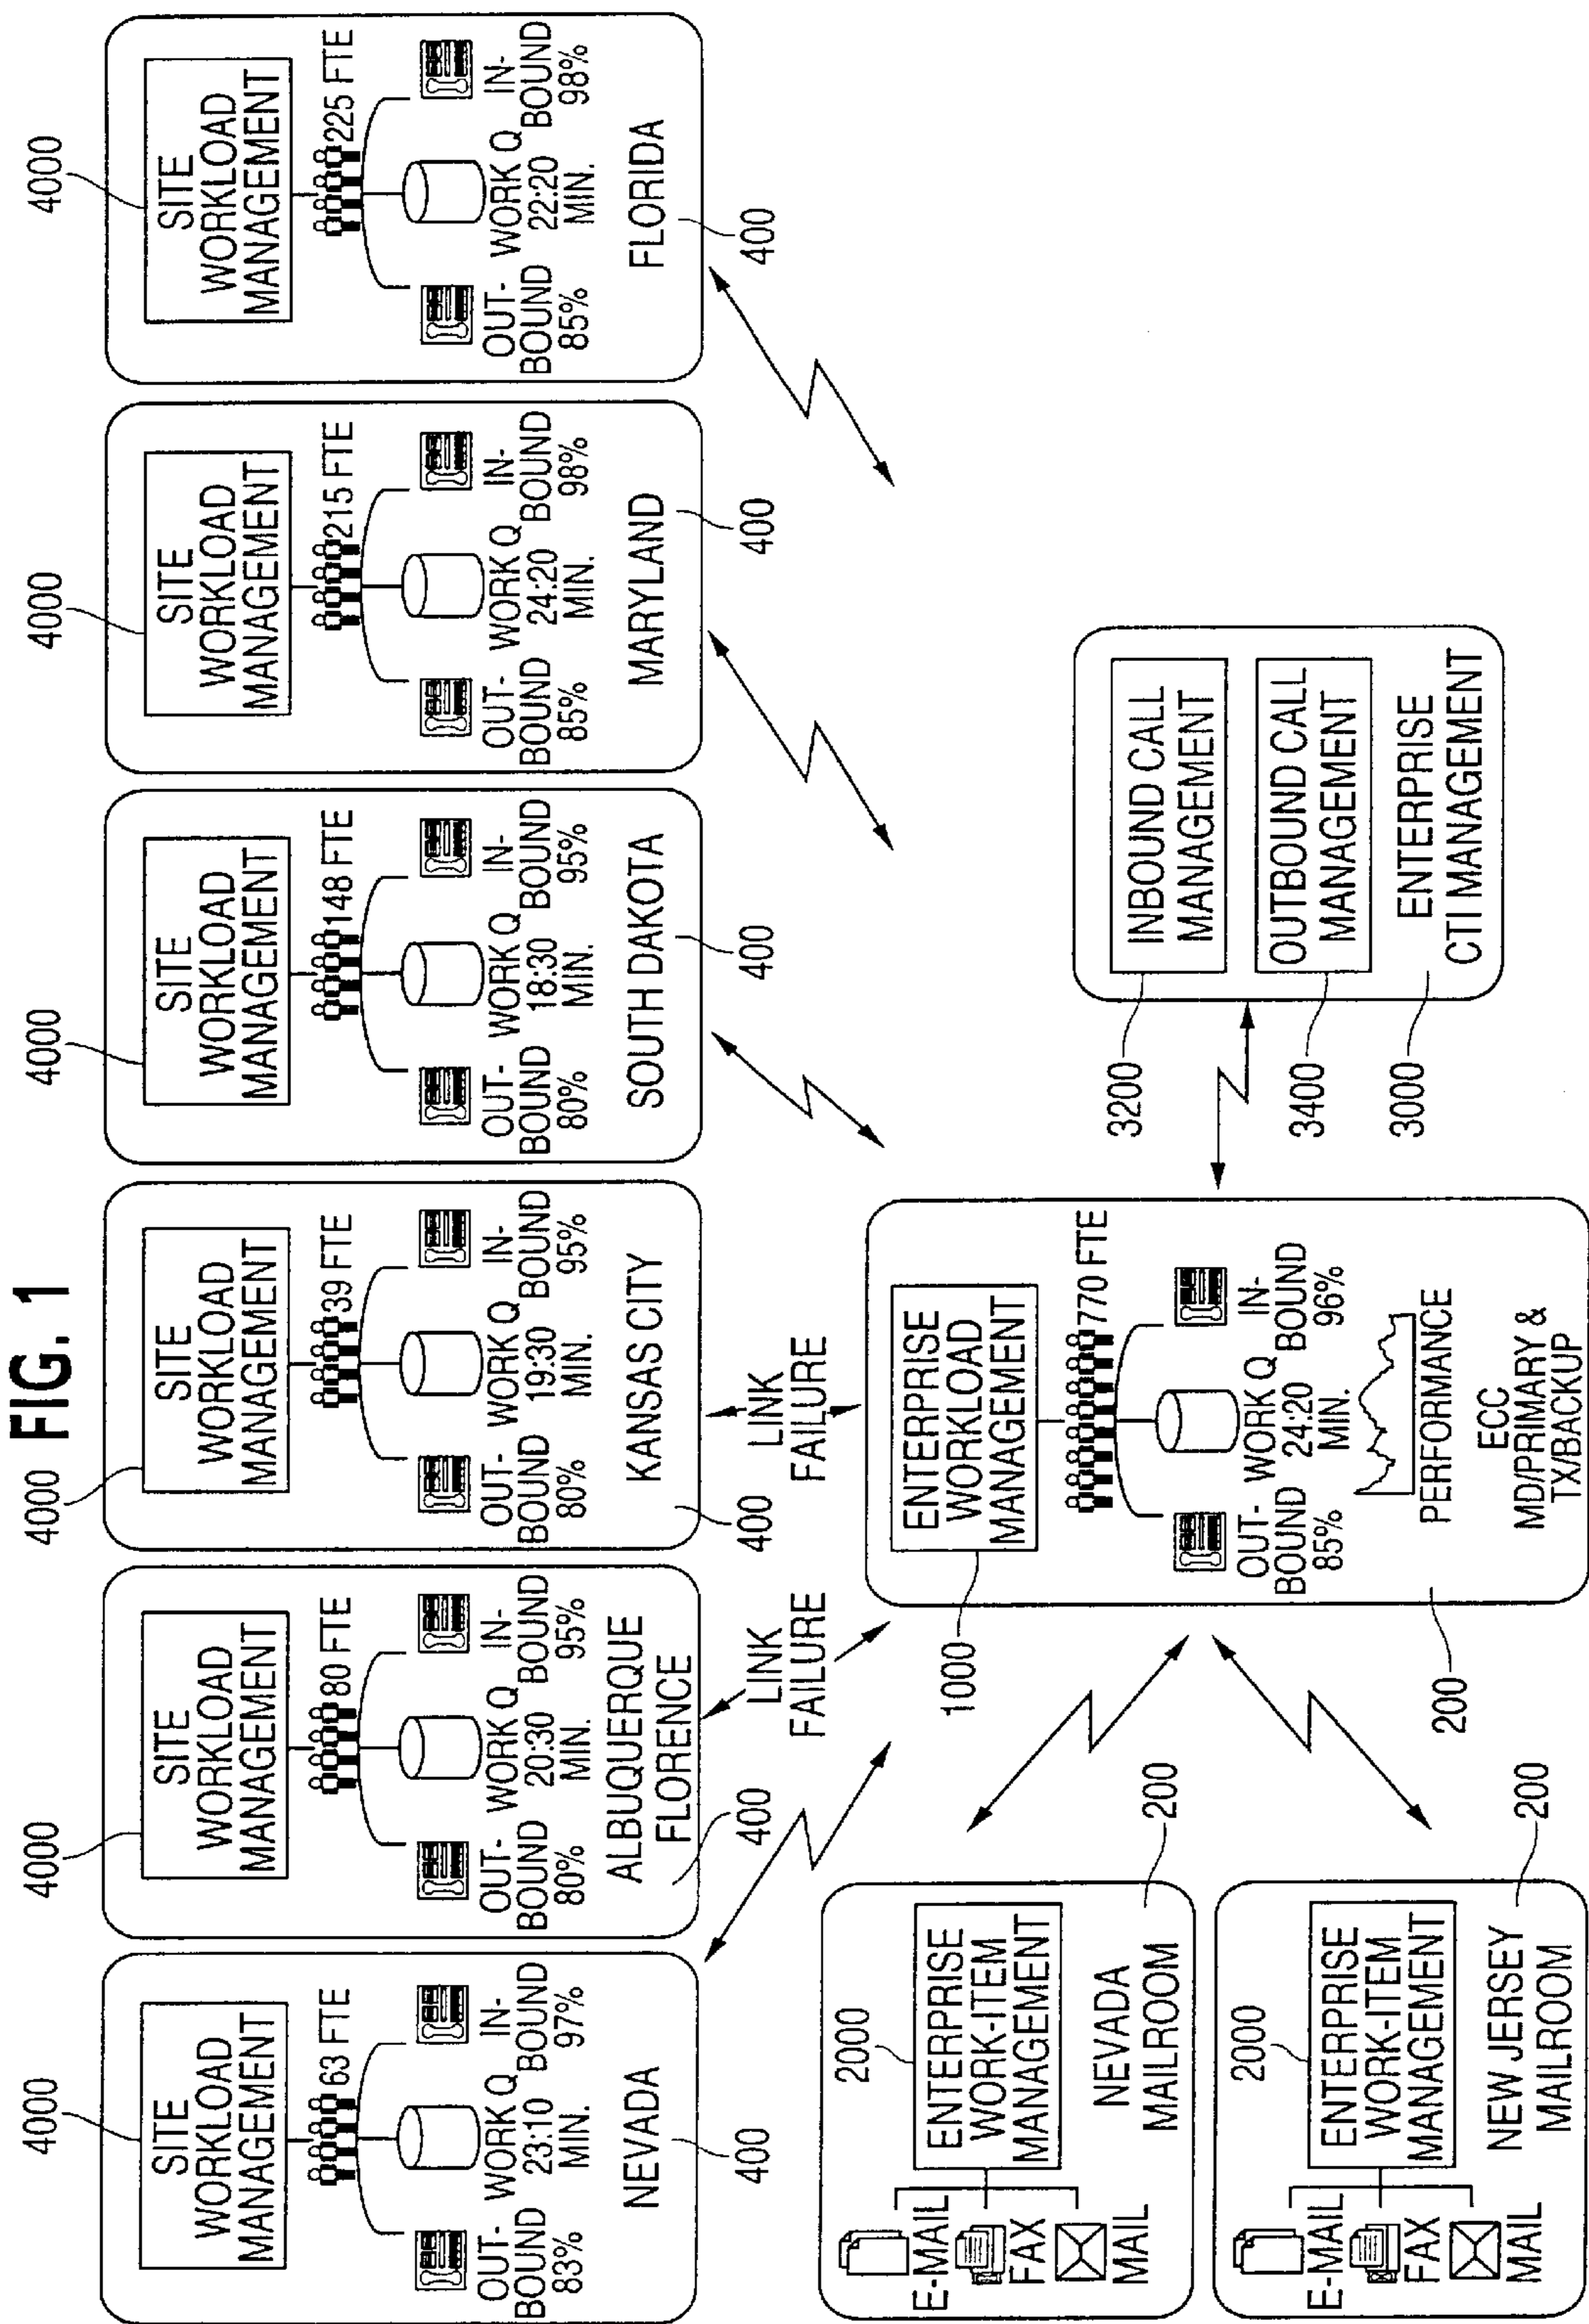 FIG. 1
4000
SITE
WORKLOAD
MANAGEMENT
63 FTE
OUT-
BOUND
83%
WORK Q
23:10
MIN.
IN-
BOUND
97%
NEVADA
400
4000
SITE
WORKLOAD
MANAGEMENT
80 FTE
OUT-
BOUND
80%
WORK Q
20:30
MIN.
IN-
BOUND
95%
ALBUQUERQUE
FLORENCE
400
4000
SITE
WORKLOAD
MANAGEMENT
39 FTE
OUT-
BOUND
80%
WORK Q
19:30
MIN.
IN-
BOUND
95%
KANSAS CITY
400
4000
SITE
WORKLOAD
MANAGEMENT
148 FTE
OUT-
BOUND
80%
WORK Q
18:30
MIN.
IN-
BOUND
95%
SOUTH DAKOTA
400
4000
SITE
WORKLOAD
MANAGEMENT
215 FTE
OUT-
BOUND
85%
WORK Q
24:20
MIN.
IN-
BOUND
98%
MARYLAND
400
4000
SITE
WORKLOAD
MANAGEMENT
225 FTE
OUT-
BOUND
85%
WORK Q
22:20
MIN.
IN-
BOUND
98%
FLORIDA
400
LINK
FAILURE
LINK
FAILURE
2000
ENTERPRISE
WORK-ITEM
MANAGEMENT
E-MAIL
FAX
MAIL
NEVADA
MAILROOM
200
2000
ENTERPRISE
WORK-ITEM
MANAGEMENT
E-MAIL
FAX
MAIL
NEW JERSEY
MAILROOM
200
1000
ENTERPRISE
WORKLOAD
MANAGEMENT
770 FTE
OUT-
BOUND
85%
WORK Q
24:20
MIN.
IN-
BOUND
96%
PERFORMANCE
ECC
MD/PRIMARY &
TX/BACKUP
200
3200
INBOUND CALL
MANAGEMENT
3400
OUTBOUND CALL
MANAGEMENT
3000
ENTERPRISE
CTI MANAGEMENT